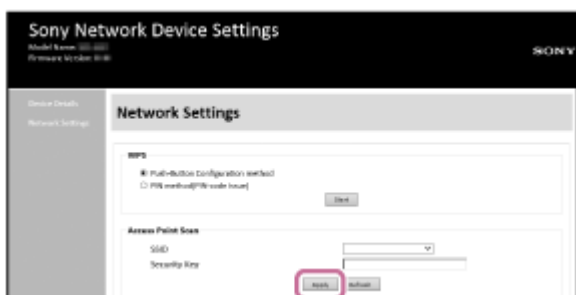 Sony Network Device Settings
Model Name:
Firmware Version:
SONY
Device Details
Network Settings
Network Settings
WPS
Push-Button Configuration method
PIN method(PIN-code issue)
Start
Access Point Scan
SSID
Security Key
Apply
Refresh